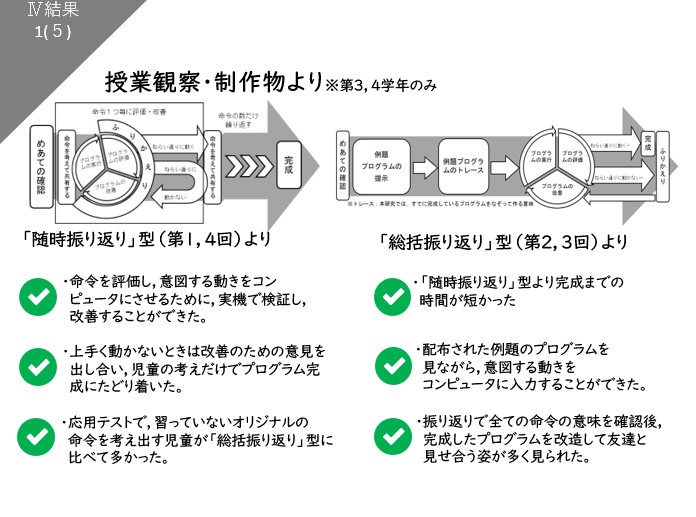 Ⅳ結果
1(５)
授業観察・制作物より※第3,4学年のみ
命令１つ毎に評価・改善
めあての確認
命令を考えて共有する
ふりかえり
プログラムの実行
プログラムの評価
プログラムの改善
ねらい通りに動く
ねらい通りに
動かない
命令を考えて共有する
命令の数だけ
繰り返す
完成
めあての確認
例題
プログラムの
提示
例題プログラ
ムのトレース
※トレース：本研究では，すでに完成しているプログラムをなぞって作る意味
プログラムの実行
プログラムの評価
プログラムの
改善
ねらい通りに動く
ねらい通りに動かない
完成
ふりかえり
「随時振り返り」型（第1,4回）より
・命令を評価し,意図する動きをコン
ピュータにさせるために,実機で検証し,
改善することができた。
・上手く動かないときは改善のための意見を
出し合い,児童の考えだけでプログラム完
成にたどり着いた。
・応用テストで,習っていないオリジナルの
命令を考え出す児童が「総括振り返り」型に
比べて多かった。
「総括振り返り」型（第2,3回）より
・「随時振り返り」型より完成までの
時間が短かった
・配布された例題のプログラムを
見ながら,意図する動きを
コンピュータに入力することができた。
・振り返りで全ての命令の意味を確認後,
完成したプログラムを改造して友達と
見せ合う姿が多く見られた。